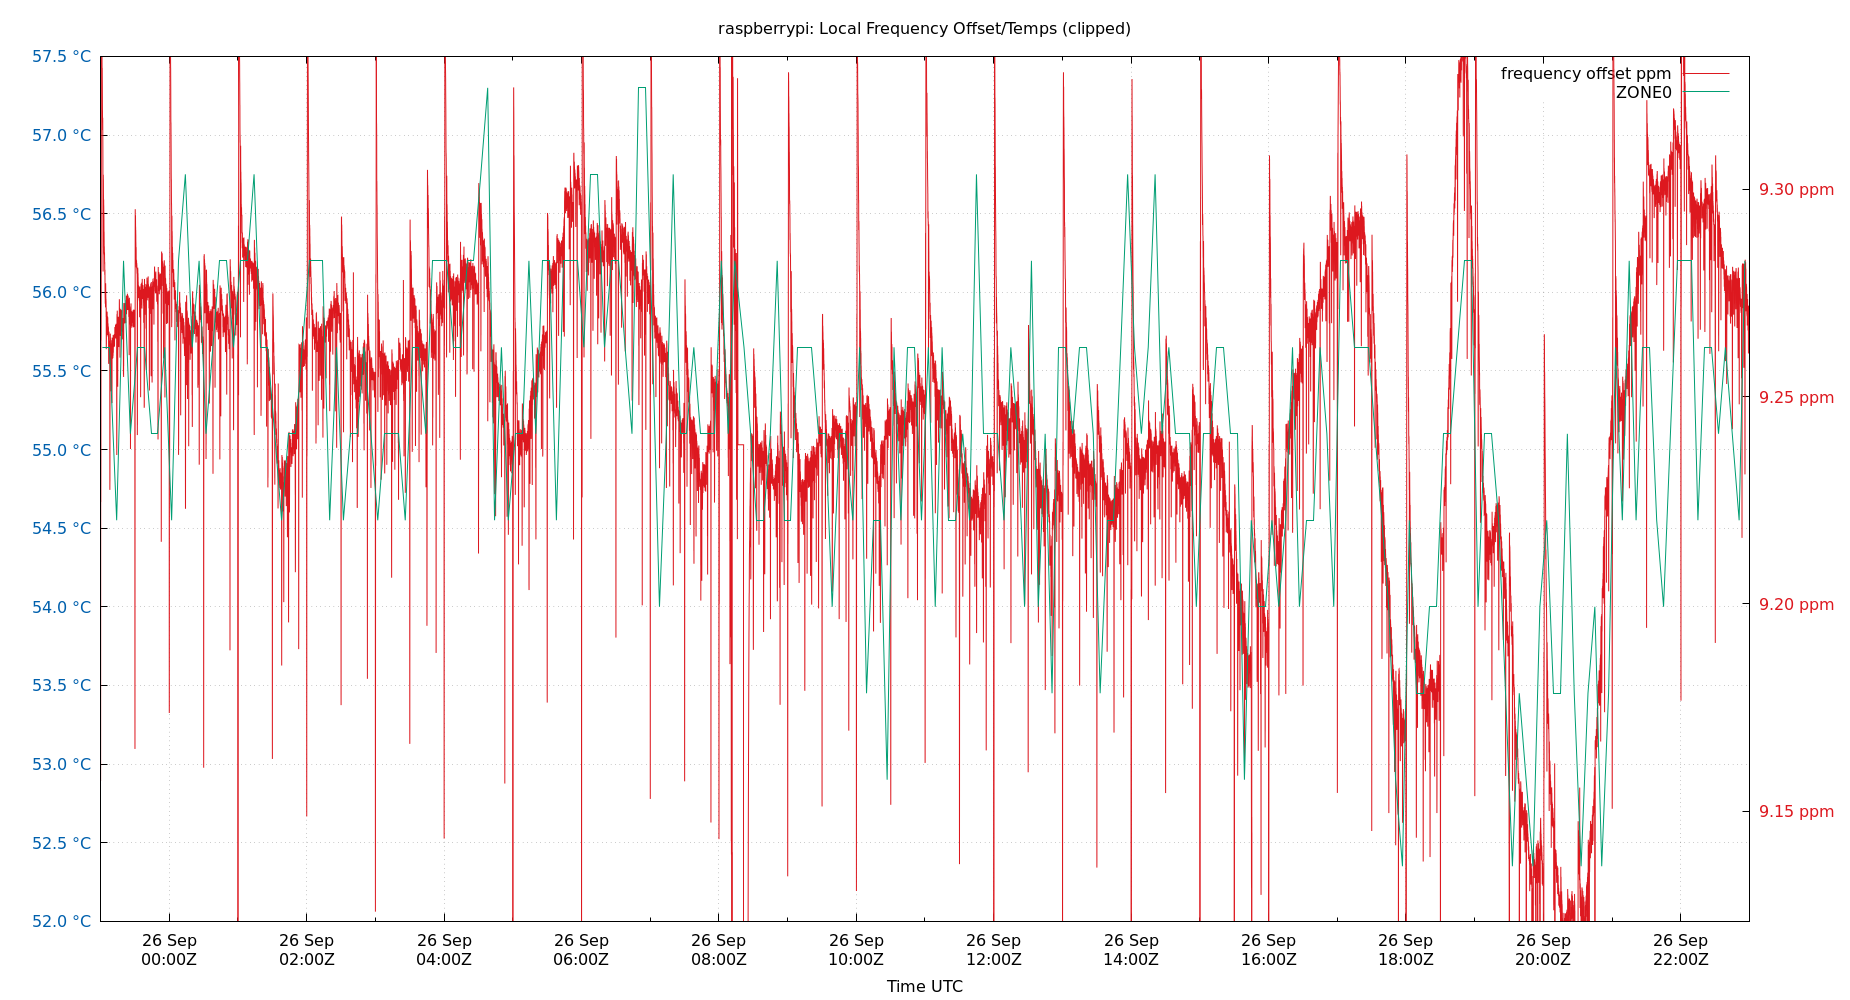 raspberrypi: Local Frequency Offset/Temps (clipped)
57.5 °C
57.0 °C
56.5 °C
56.0 °C
55.5 °C
55.0 °C
54.5 °C
54.0 °C
53.5 °C
53.0 °C
52.5 °C
52.0 °C
frequency offset ppm
ZONE0
9.30 ppm
9.25 ppm
9.20 ppm
9.15 ppm
26 Sep 26 Sep 26 Sep 26 Sep 26 Sep 26 Sep 26 Sep 26 Sep 26 Sep 26 Sep 26 Sep 26 Sep
00:00Z 02:00Z 04:00Z 06:00Z 08:00Z 10:00Z 12:00Z 14:00Z 16:00Z 18:00Z 20:00Z 22:00Z
Time UTC